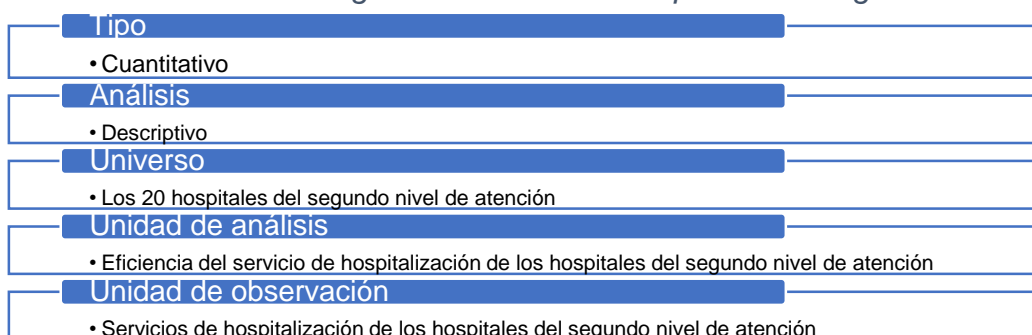 Tipo
• Cuantitativo
Análisis
• Descriptivo
Universo
• Los 20 hospitales del segundo nivel de atención
Unidad de análisis
• Eficiencia del servicio de hospitalización de los hospitales del segundo nivel de atención
Unidad de observación
• Servicios de hospitalización de los hospitales del segundo nivel de atención